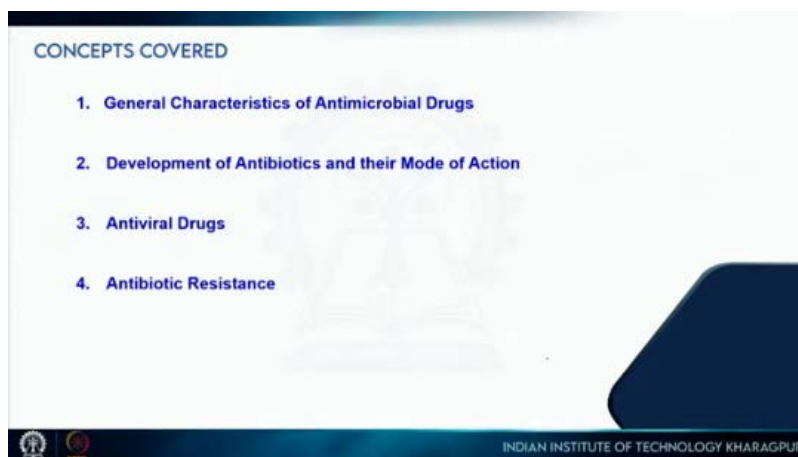 CONCEPTS COVERED
1. General Characteristics of Antimicrobial Drugs
2. Development of Antibiotics and their Mode of Action
3. Antiviral Drugs
4. Antibiotic Resistance
INDIAN INSTITUTE OF TECHNOLOGY KHARAGPUR